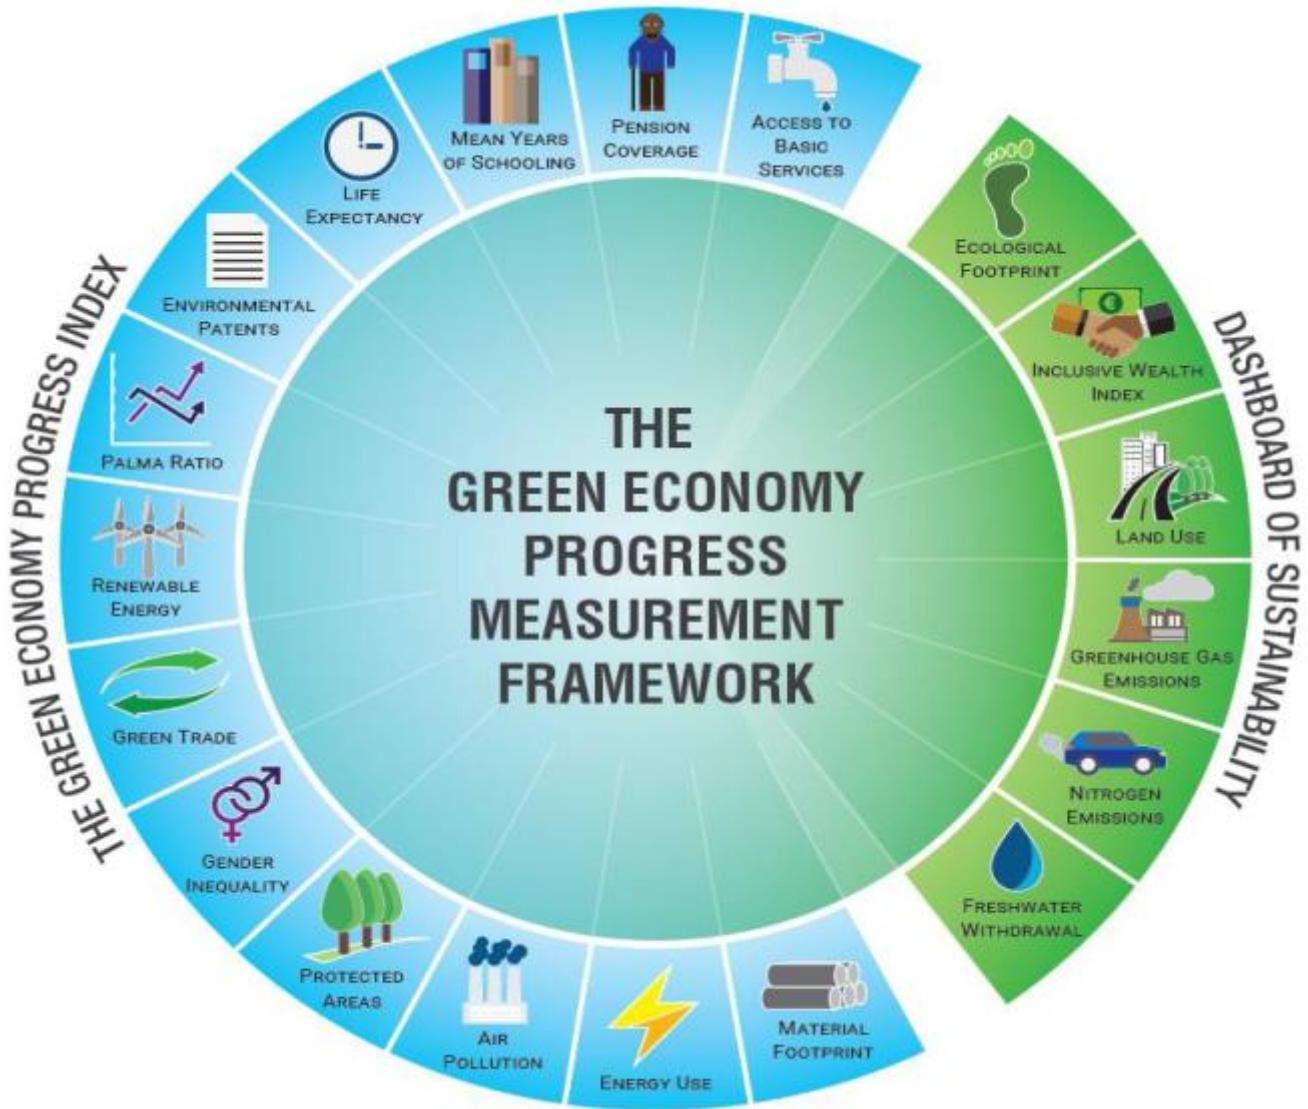 THE
GREEN ECONOMY
PROGRESS
MEASUREMENT
FRAMEWORK
THE GREEN ECONOMY PROGRESS INDEX
ACCESS TO
BASIC
SERVICES
PENSION
COVERAGE
MEAN YEARS
OF SCHOOLING
LIFE
EXPECTANCY
ENVIRONMENTAL
PATENTS
PALMA RATIO
RENEWABLE
ENERGY
GREEN TRADE
GENDER
INEQUALITY
PROTECTED
AREAS
AIR
POLLUTION
ENERGY USE
MATERIAL
FOOTPRINT
DASHBOARD OF SUSTAINABILITY
ECOLOGICAL
FOOTPRINT
INCLUSIVE WEALTH
INDEX
LAND USE
GREENHOUSE GAS
EMISSIONS
NITROGEN
EMISSIONS
FRESHWATER
WITHDRAWAL